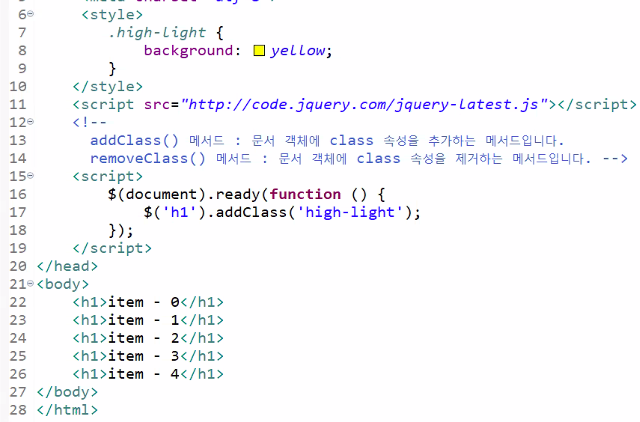 6 <style>
7 .high-light {
8 background: yellow;
9 }
10 </style>
11 <script src="http://code.jquery.com/jquery-latest.js"></script>
12 <!--
13 addClass() 메서드 : 문서 객체에 class 속성을 추가하는 메서드입니다.
14 removeClass() 메서드 : 문서 객체에 class 속성을 제거하는 메서드입니다. -->
15 <script>
16 $(document).ready(function () {
17 $('h1').addClass('high-light');
18 });
19 </script>
20 </head>
21 <body>
22 <h1>item - 0</h1>
23 <h1>item - 1</h1>
24 <h1>item - 2</h1>
25 <h1>item - 3</h1>
26 <h1>item - 4</h1>
27 </body>
28 </html>